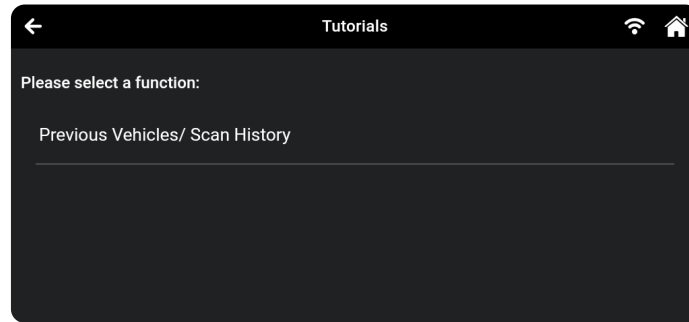 Tutorials
Please select a function:
Previous Vehicles/ Scan History